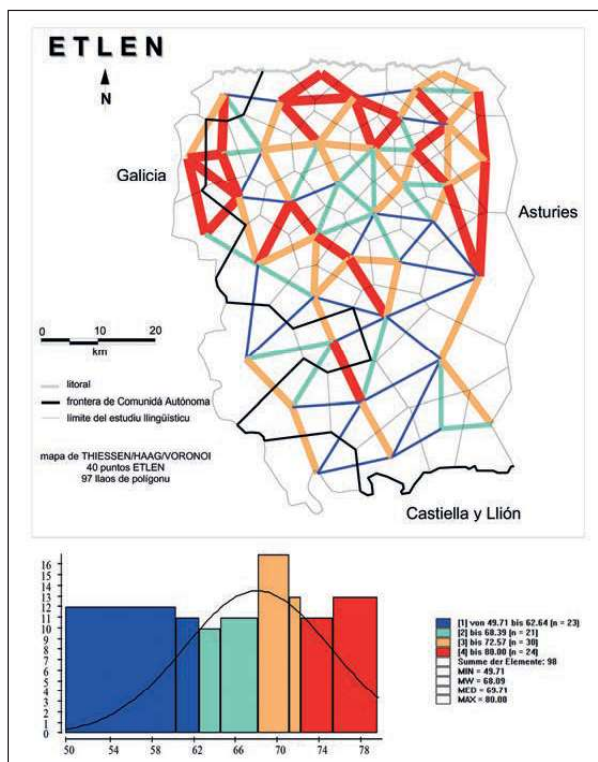 ETLEN
N
Galicia
Asturies
0 10 20
km
litoral
frontera de Comunidá Autónoma
límite del estudiu llingüísticu
mapa de THIESSEN/HAAG/VORONOI
40 puntos ETLEN
97 llaos de polígonu
Castiella y Llión
16
15
14
13
12
11
10
9
8
7
6
5
4
3
2
1
0
50 54 58 62 66 70 74 78
[1] von 49.71 bis 62.64 (n = 23)
[2] bis 68.39 (n = 21)
[3] bis 72.57 (n = 30)
[4] bis 80.00 (n = 24)
Summe der Elemente: 98
MIN = 49.71
MW = 68.09
MED = 69.71
MAX = 80.00